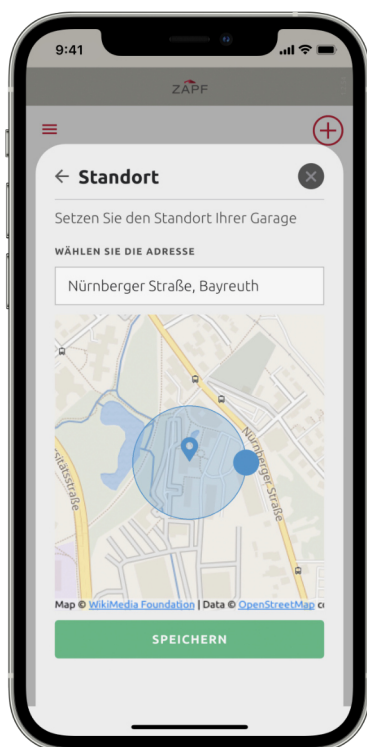 9:41
ZAPF
Standort
Setzen Sie den Standort Ihrer Garage
WÄHLEN SIE DIE ADRESSE
Nürnberger Straße, Bayreuth
Nürnberger Straße
sitätsstraße
Map © WikiMedia Foundation | Data © OpenStreetMap
SPEICHERN